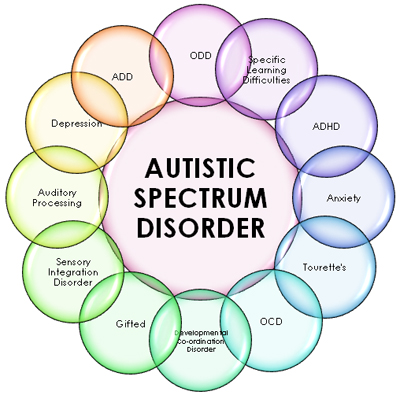 AUTISTIC
SPECTRUM
DISORDER
ODD
Specific
Learning
Difficulties
ADHD
Anxiety
Tourette's
OCD
Developmental
Co-ordination
Disorder
Gifted
Sensory
Integration
Disorder
Auditory
Processing
Depression
ADD